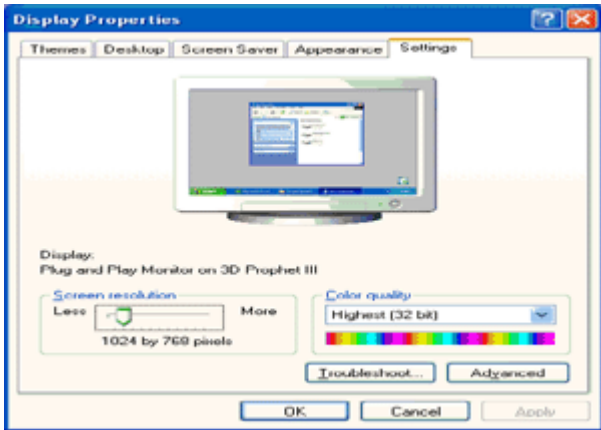 Display Properties
Themes Desktop Screen Saver Appearance Settings
Display:
Plug and Play Monitor on 3D Prophet III
Screen resolution
Less More
1024 by 768 pixels
Color quality
Highest (32 bit)
Troubleshoot... Advanced
OK Cancel Apply